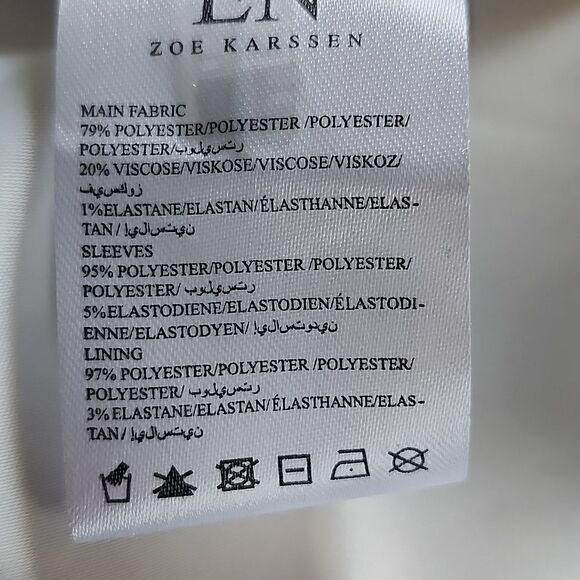 EN
ZOE KARSSEN
MAIN FABRIC
79% POLYESTER/POLYESTER /POLYESTER/
POLYESTER/بوليستر
20% VISCOSE/VISKOSE/VISCOSE/VISKOZ/
فيسكوز
1%ELASTANE/ELASTAN/ÉLASTHANNE/ELAS-
TAN / إيلاستين
SLEEVES
95% POLYESTER/POLYESTER /POLYESTER/
POLYESTER/ بوليستر
5%ELASTODIENE/ELASTODIEN/ÉLASTODI-
ENNE/ELASTODYEN/ إيلاستودين
LINING
97% POLYESTER/POLYESTER /POLYESTER/
POLYESTER/ بوليستر
3% ELASTANE/ELASTAN/ÉLASTHANNE/ELAS-
TAN / إيلاستين